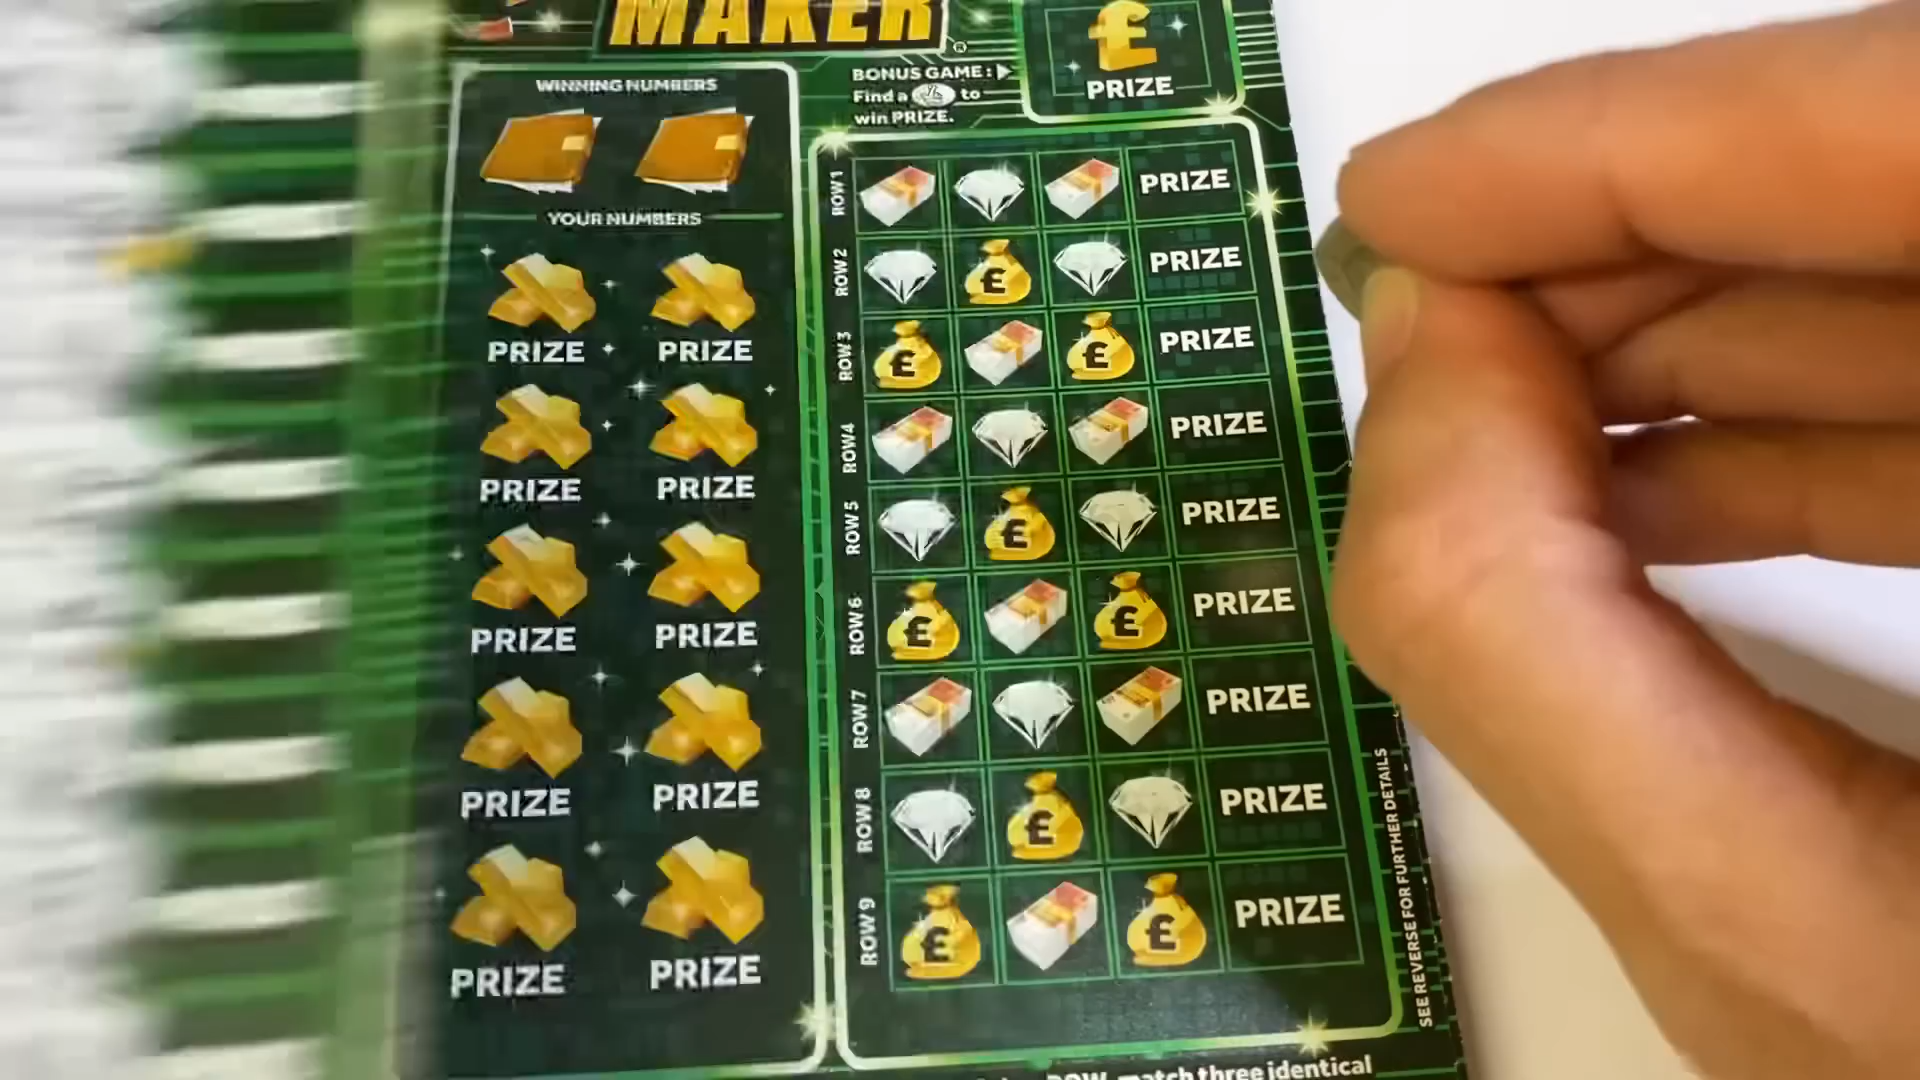 MAKER
®
WINNING NUMBERS
YOUR NUMBERS
PRIZE PRIZE
PRIZE PRIZE
PRIZE PRIZE
PRIZE PRIZE
PRIZE PRIZE
BONUS GAME:
Find a to
win PRIZE.
£
PRIZE
ROW 1 PRIZE
ROW 2 £ PRIZE
ROW 3 £ £ PRIZE
ROW 4 PRIZE
ROW 5 £ PRIZE
ROW 6 £ £ PRIZE
ROW 7 PRIZE
ROW 8 £ PRIZE
ROW 9 £ £ PRIZE
SEE REVERSE FOR FURTHER DETAILS
ROW, match three identical